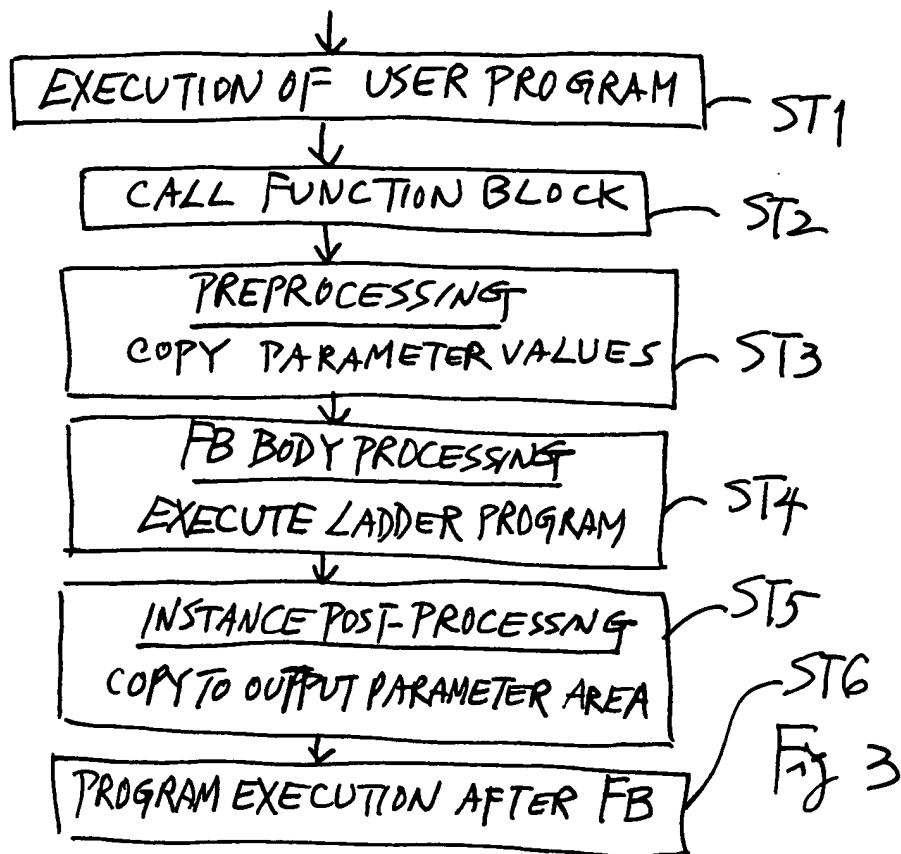 EXECUTION OF USER PROGRAM
ST1
CALL FUNCTION BLOCK
ST2
PREPROCESSING
COPY PARAMETER VALUES
ST3
FB BODY PROCESSING
EXECUTE LADDER PROGRAM
ST4
INSTANCE POST-PROCESSING
ST5
COPY TO OUTPUT PARAMETER AREA
ST6
PROGRAM EXECUTION AFTER FB
Fig 3